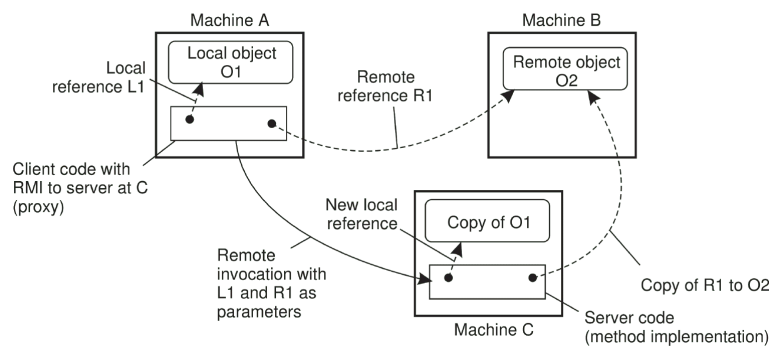 Machine A
Machine B
Local object
O1
Remote object
O2
Local
reference L1
Remote
reference R1
Client code with
RMI to server at C
(proxy)
New local
reference
Copy of O1
Remote
invocation with
L1 and R1 as
parameters
Copy of R1 to O2
Server code
(method implementation)
Machine C